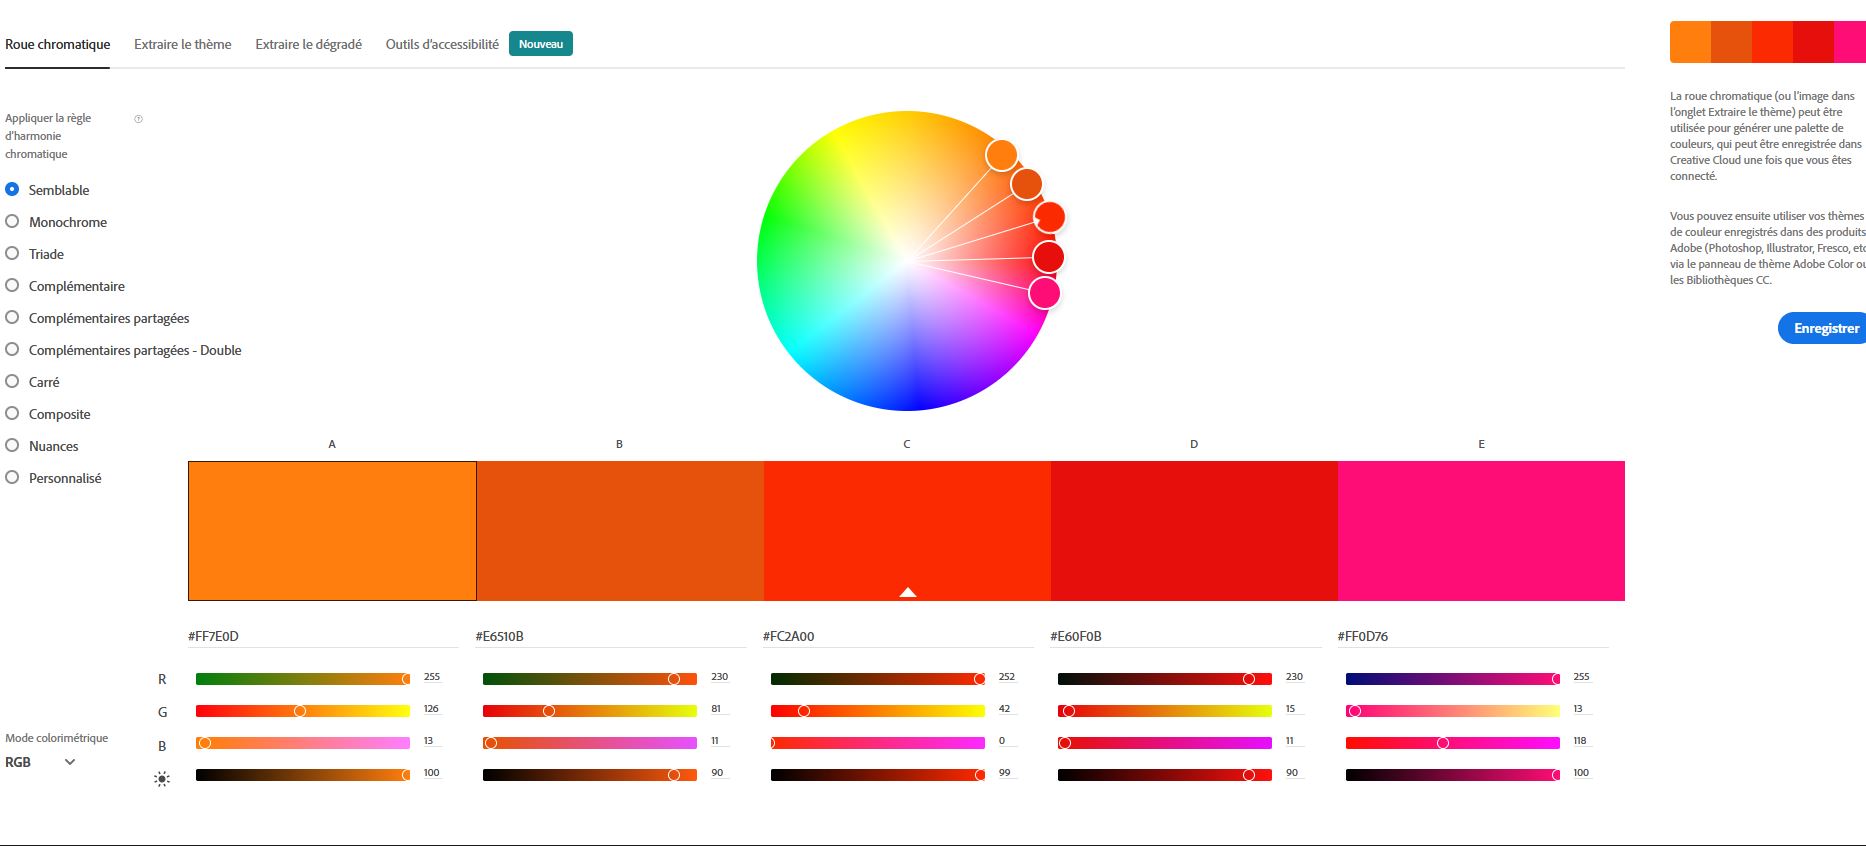 Roue chromatique Extraire le thème Extraire le dégradé Outils d'accessibilité Nouveau
Appliquer la règle
d'harmonie
chromatique
Semblable
Monochrome
Triade
Complémentaire
Complémentaires partagées
Complémentaires partagées - Double
Carré
Composite
Nuances
Personnalisé
Mode colorimétrique
RGB
A B C D E
#FF7E0D #E6510B #FC2A00 #E60F0B #FF0D76
R 255 230 252 230 255
G 126 81 42 15 13
B 13 11 0 11 118
100 90 99 90 100
La roue chromatique (ou l'image dans
l'onglet Extraire le thème) peut être
utilisée pour générer une palette de
couleurs, qui peut être enregistrée dans
Creative Cloud une fois que vous êtes
connecté.
Vous pouvez ensuite utiliser vos thèmes
de couleur enregistrés dans des produits
Adobe (Photoshop, Illustrator, Fresco, etc
via le panneau de thème Adobe Color ou
les Bibliothèques CC.
Enregistrer